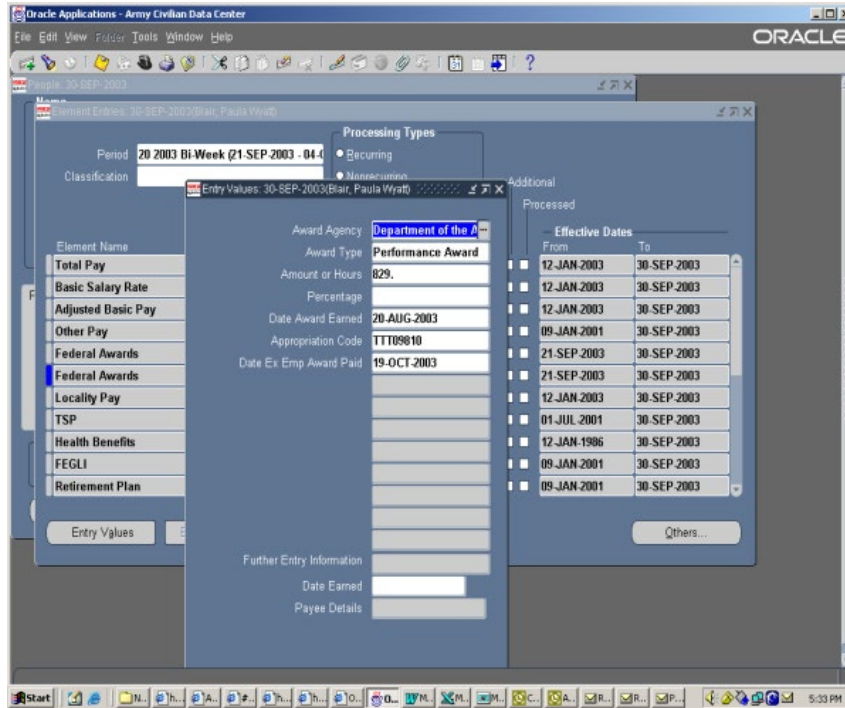 Oracle Applications - Army Civilian Data Center
File Edit View Folder Tools Window Help
ORACLE
People: 30-SEP-2003
Name
Element Entries: 30-SEP-2003(Blair, Paula Wyatt)
Processing Types
Period 20 2003 Bi-Week (21-SEP-2003 - 04-(
Recurring
Classification
Nonrecurring
Additional
Processed
Effective Dates
Element Name
From To
Total Pay 12-JAN-2003 30-SEP-2003
Basic Salary Rate 12-JAN-2003 30-SEP-2003
Adjusted Basic Pay 12-JAN-2003 30-SEP-2003
Other Pay 09-JAN-2001 30-SEP-2003
Federal Awards 21-SEP-2003 30-SEP-2003
Federal Awards 21-SEP-2003 30-SEP-2003
Locality Pay 12-JAN-2003 30-SEP-2003
TSP 01-JUL-2001 30-SEP-2003
Health Benefits 12-JAN-1986 30-SEP-2003
FEGLI 09-JAN-2001 30-SEP-2003
Retirement Plan 09-JAN-2001 30-SEP-2003
Entry Values
Others...
Entry Values: 30-SEP-2003(Blair, Paula Wyatt)
Award Agency Department of the A
Award Type Performance Award
Amount or Hours 829.
Percentage
Date Award Earned 20-AUG-2003
Appropriation Code TTT09810
Date Ex Emp Award Paid 19-OCT-2003
Further Entry Information
Date Earned
Payee Details
Start N.. h... A.. #.. h... h... O.. O... M.. M.. M.. C.. A.. R.. R.. P... 5:33 PM